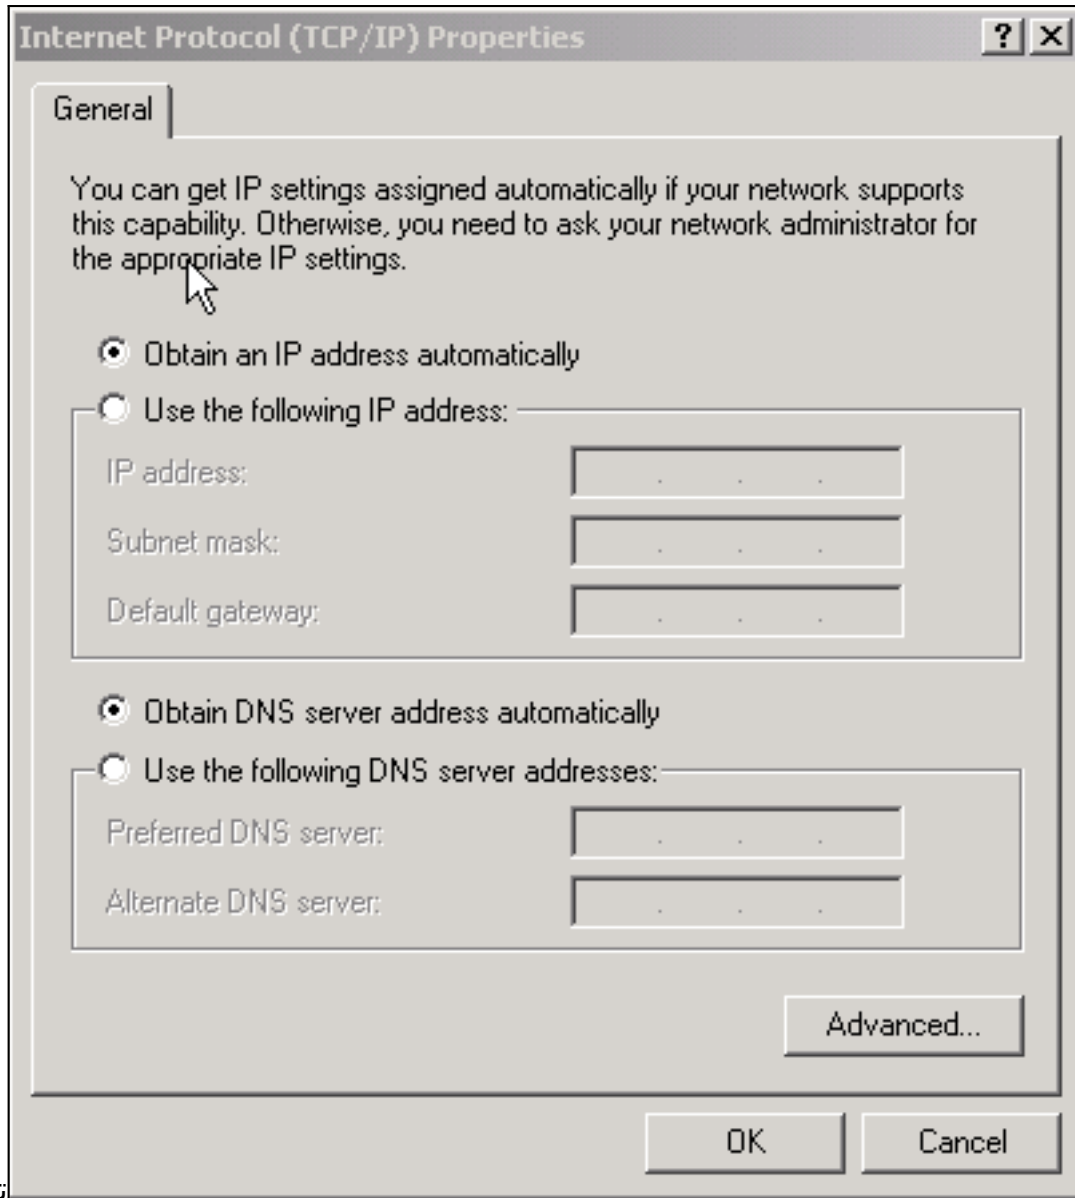 Internet Protocol (TCP/IP) Properties
General
You can get IP settings assigned automatically if your network supports
this capability. Otherwise, you need to ask your network administrator for
the appropriate IP settings.
Obtain an IP address automatically
Use the following IP address:
IP address:
Subnet mask:
Default gateway:
Obtain DNS server address automatically
Use the following DNS server addresses:
Preferred DNS server:
Alternate DNS server:
Advanced...
OK
Cancel